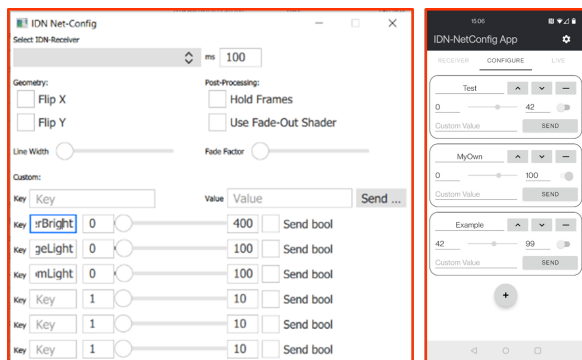 IDN Net-Config
Select IDN-Receiver
ms 100
Geometry: Post-Processing:
Flip X Hold Frames
Flip Y Use Fade-Out Shader
Line Width Fade Factor
Custom:
Key Key Value Value Send ...
Key rBright 0 400 Send bool
Key geLight 0 100 Send bool
Key mLight 0 100 Send bool
Key Key 1 10 Send bool
Key Key 1 10 Send bool
Key Key 1 10 Send bool
15:06
IDN-NetConfig App
RECEIVER CONFIGURE LIVE
Test
0 42
Custom Value SEND
MyOwn
0 100
Custom Value SEND
Example
42 99
Custom Value SEND
+